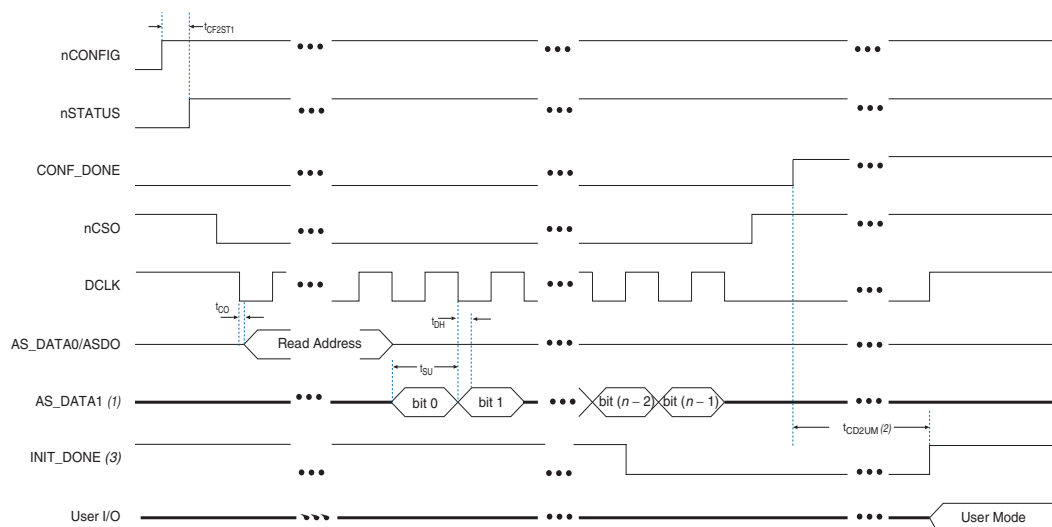 tCF2ST1
nCONFIG
nSTATUS
CONF_DONE
nCSO
DCLK
tCO
tDH
AS_DATA0/ASDO
Read Address
tSU
AS_DATA1 (1)
bit 0
bit 1
bit (n − 2)
bit (n − 1)
tCD2UM (2)
INIT_DONE (3)
User I/O
User Mode